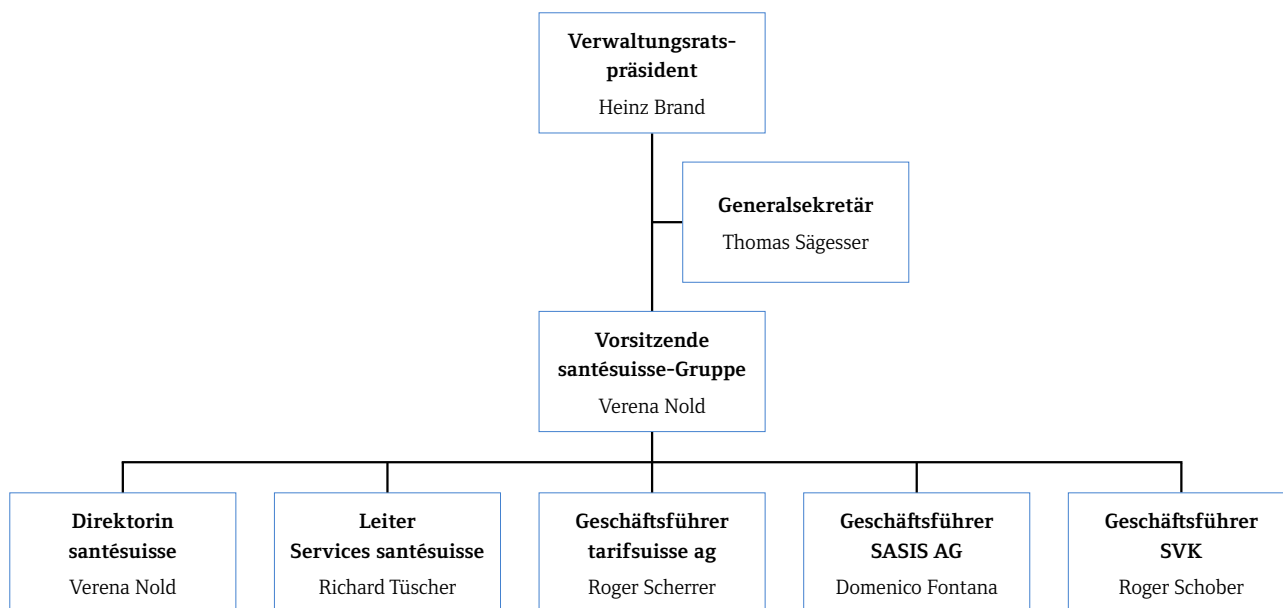 Verwaltungsrats-
präsident
Heinz Brand
Generalsekretär
Thomas Sägesser
Vorsitzende
santésuisse-Gruppe
Verena Nold
Direktorin
santésuisse
Verena Nold
Leiter
Services santésuisse
Richard Tüscher
Geschäftsführer
tarifsuisse ag
Roger Scherrer
Geschäftsführer
SASIS AG
Domenico Fontana
Geschäftsführer
SVK
Roger Schober